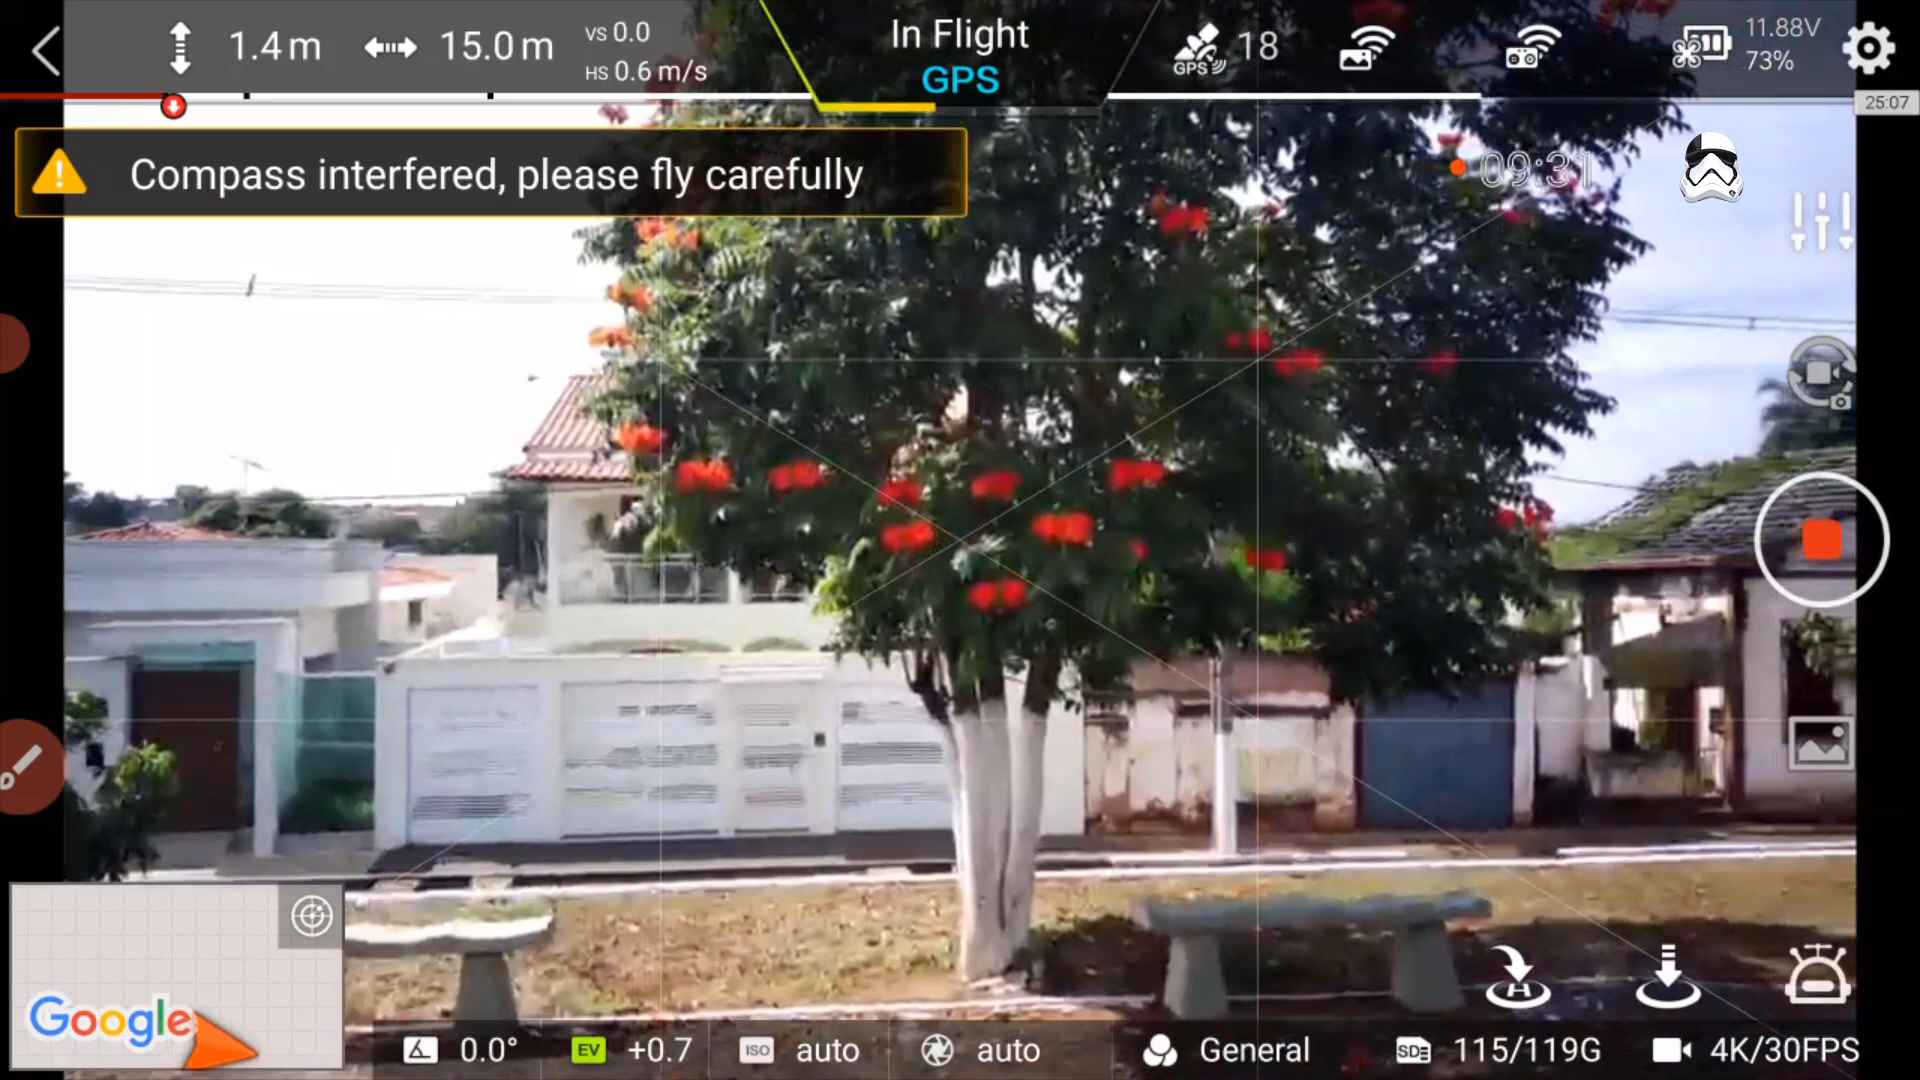 1.4m
15.0m
VS 0.0
HS 0.6 m/s
In Flight
GPS
GPS
18
11.88V
73%
25:07
Compass interfered, please fly carefully
09:31
Google
0.0°
EV
+0.7
ISO
auto
auto
General
SD
115/119G
4K/30FPS
H